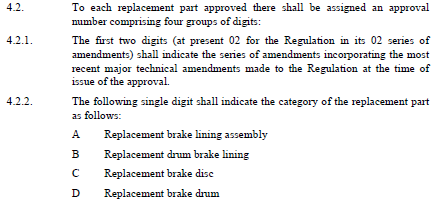 4.2. To each replacement part approved there shall be assigned an approval
number comprising four groups of digits:
4.2.1. The first two digits (at present 02 for the Regulation in its 02 series of
amendments) shall indicate the series of amendments incorporating the most
recent major technical amendments made to the Regulation at the time of
issue of the approval.
4.2.2. The following single digit shall indicate the category of the replacement part
as follows:
A Replacement brake lining assembly
B Replacement drum brake lining
C Replacement brake disc
D Replacement brake drum